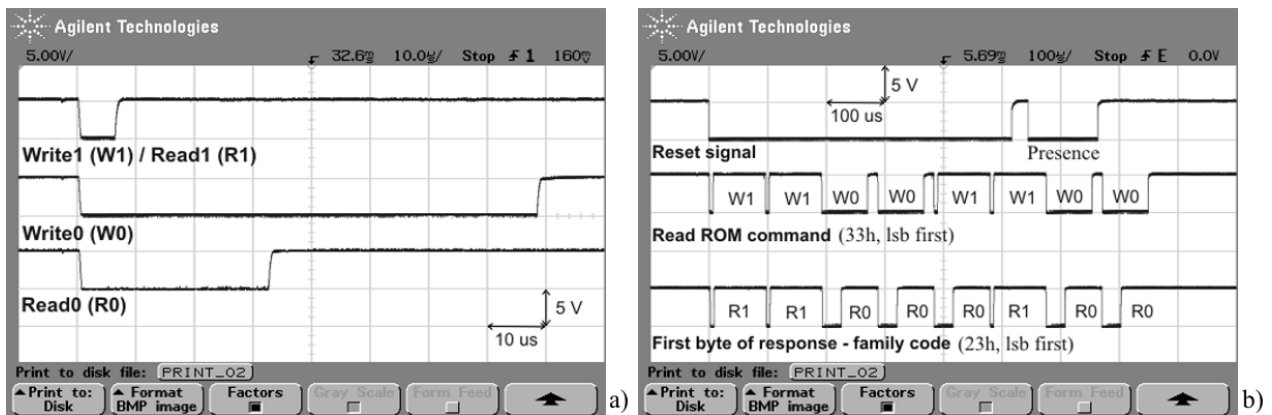 Agilent Technologies
5.00V/ 32.6㎳ 10.0㎲/ Stop 1 160
Write1 (W1) / Read1 (R1)
Write0 (W0)
Read0 (R0)
5 V
10 us
Print to disk file: PRINT_02
Print to: Disk
Format BMP image
Factors
Gray Scale
Form Feed
a)
Agilent Technologies
5.00V/ 5.69㎳ 100㎲/ Stop E 0.0V
5 V
100 us
Reset signal
Presence
W1 W1 W0 W0 W1 W1 W0 W0
Read ROM command (33h, lsb first)
R1 R1 R0 R0 R0 R1 R0 R0
First byte of response - family code (23h, lsb first)
Print to disk file: PRINT_02
Print to: Disk
Format BMP image
Factors
Gray Scale
Form Feed
b)